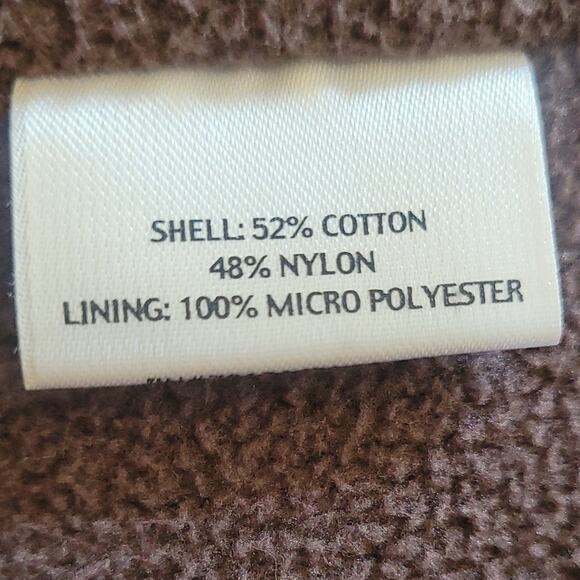 SHELL: 52% COTTON
48% NYLON
LINING: 100% MICRO POLYESTER